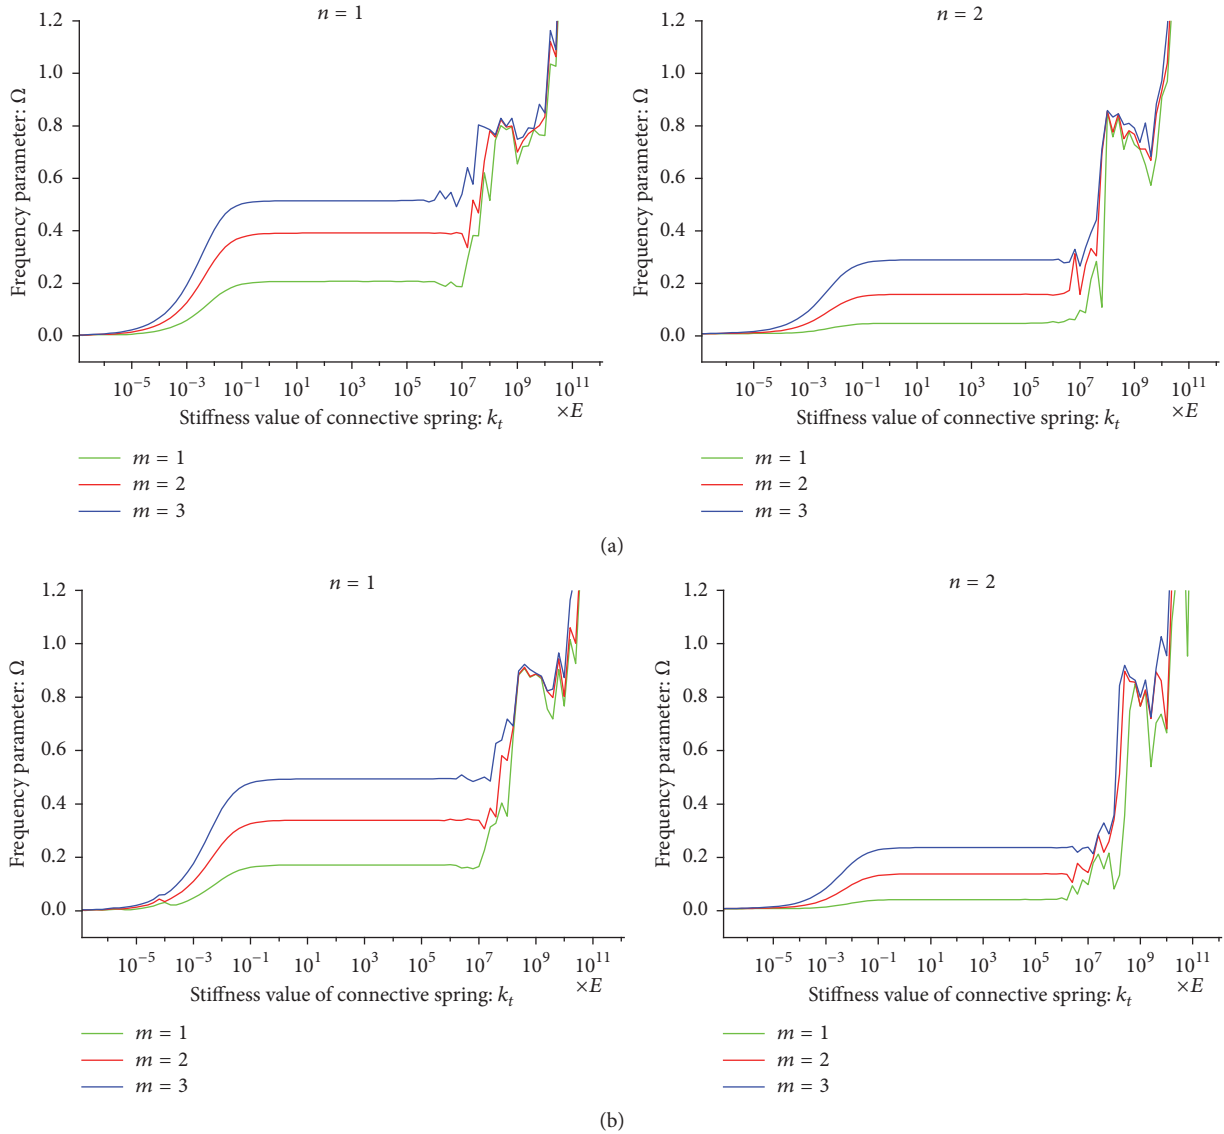 n = 1
n = 2
1.2
1.0
0.8
0.6
0.4
0.2
0.0
Frequency parameter: Ω
10⁻⁵ 10⁻³ 10⁻¹ 10¹ 10³ 10⁵ 10⁷ 10⁹ 10¹¹
×E
Stiffness value of connective spring: kₜ
m = 1
m = 2
m = 3
1.2
1.0
0.8
0.6
0.4
0.2
0.0
Frequency parameter: Ω
10⁻⁵ 10⁻³ 10⁻¹ 10¹ 10³ 10⁵ 10⁷ 10⁹ 10¹¹
×E
Stiffness value of connective spring: kₜ
m = 1
m = 2
m = 3
(a)
n = 1
n = 2
1.2
1.0
0.8
0.6
0.4
0.2
0.0
Frequency parameter: Ω
10⁻⁵ 10⁻³ 10⁻¹ 10¹ 10³ 10⁵ 10⁷ 10⁹ 10¹¹
×E
Stiffness value of connective spring: kₜ
m = 1
m = 2
m = 3
1.2
1.0
0.8
0.6
0.4
0.2
0.0
Frequency parameter: Ω
10⁻⁵ 10⁻³ 10⁻¹ 10¹ 10³ 10⁵ 10⁷ 10⁹ 10¹¹
×E
Stiffness value of connective spring: kₜ
m = 1
m = 2
m = 3
(b)